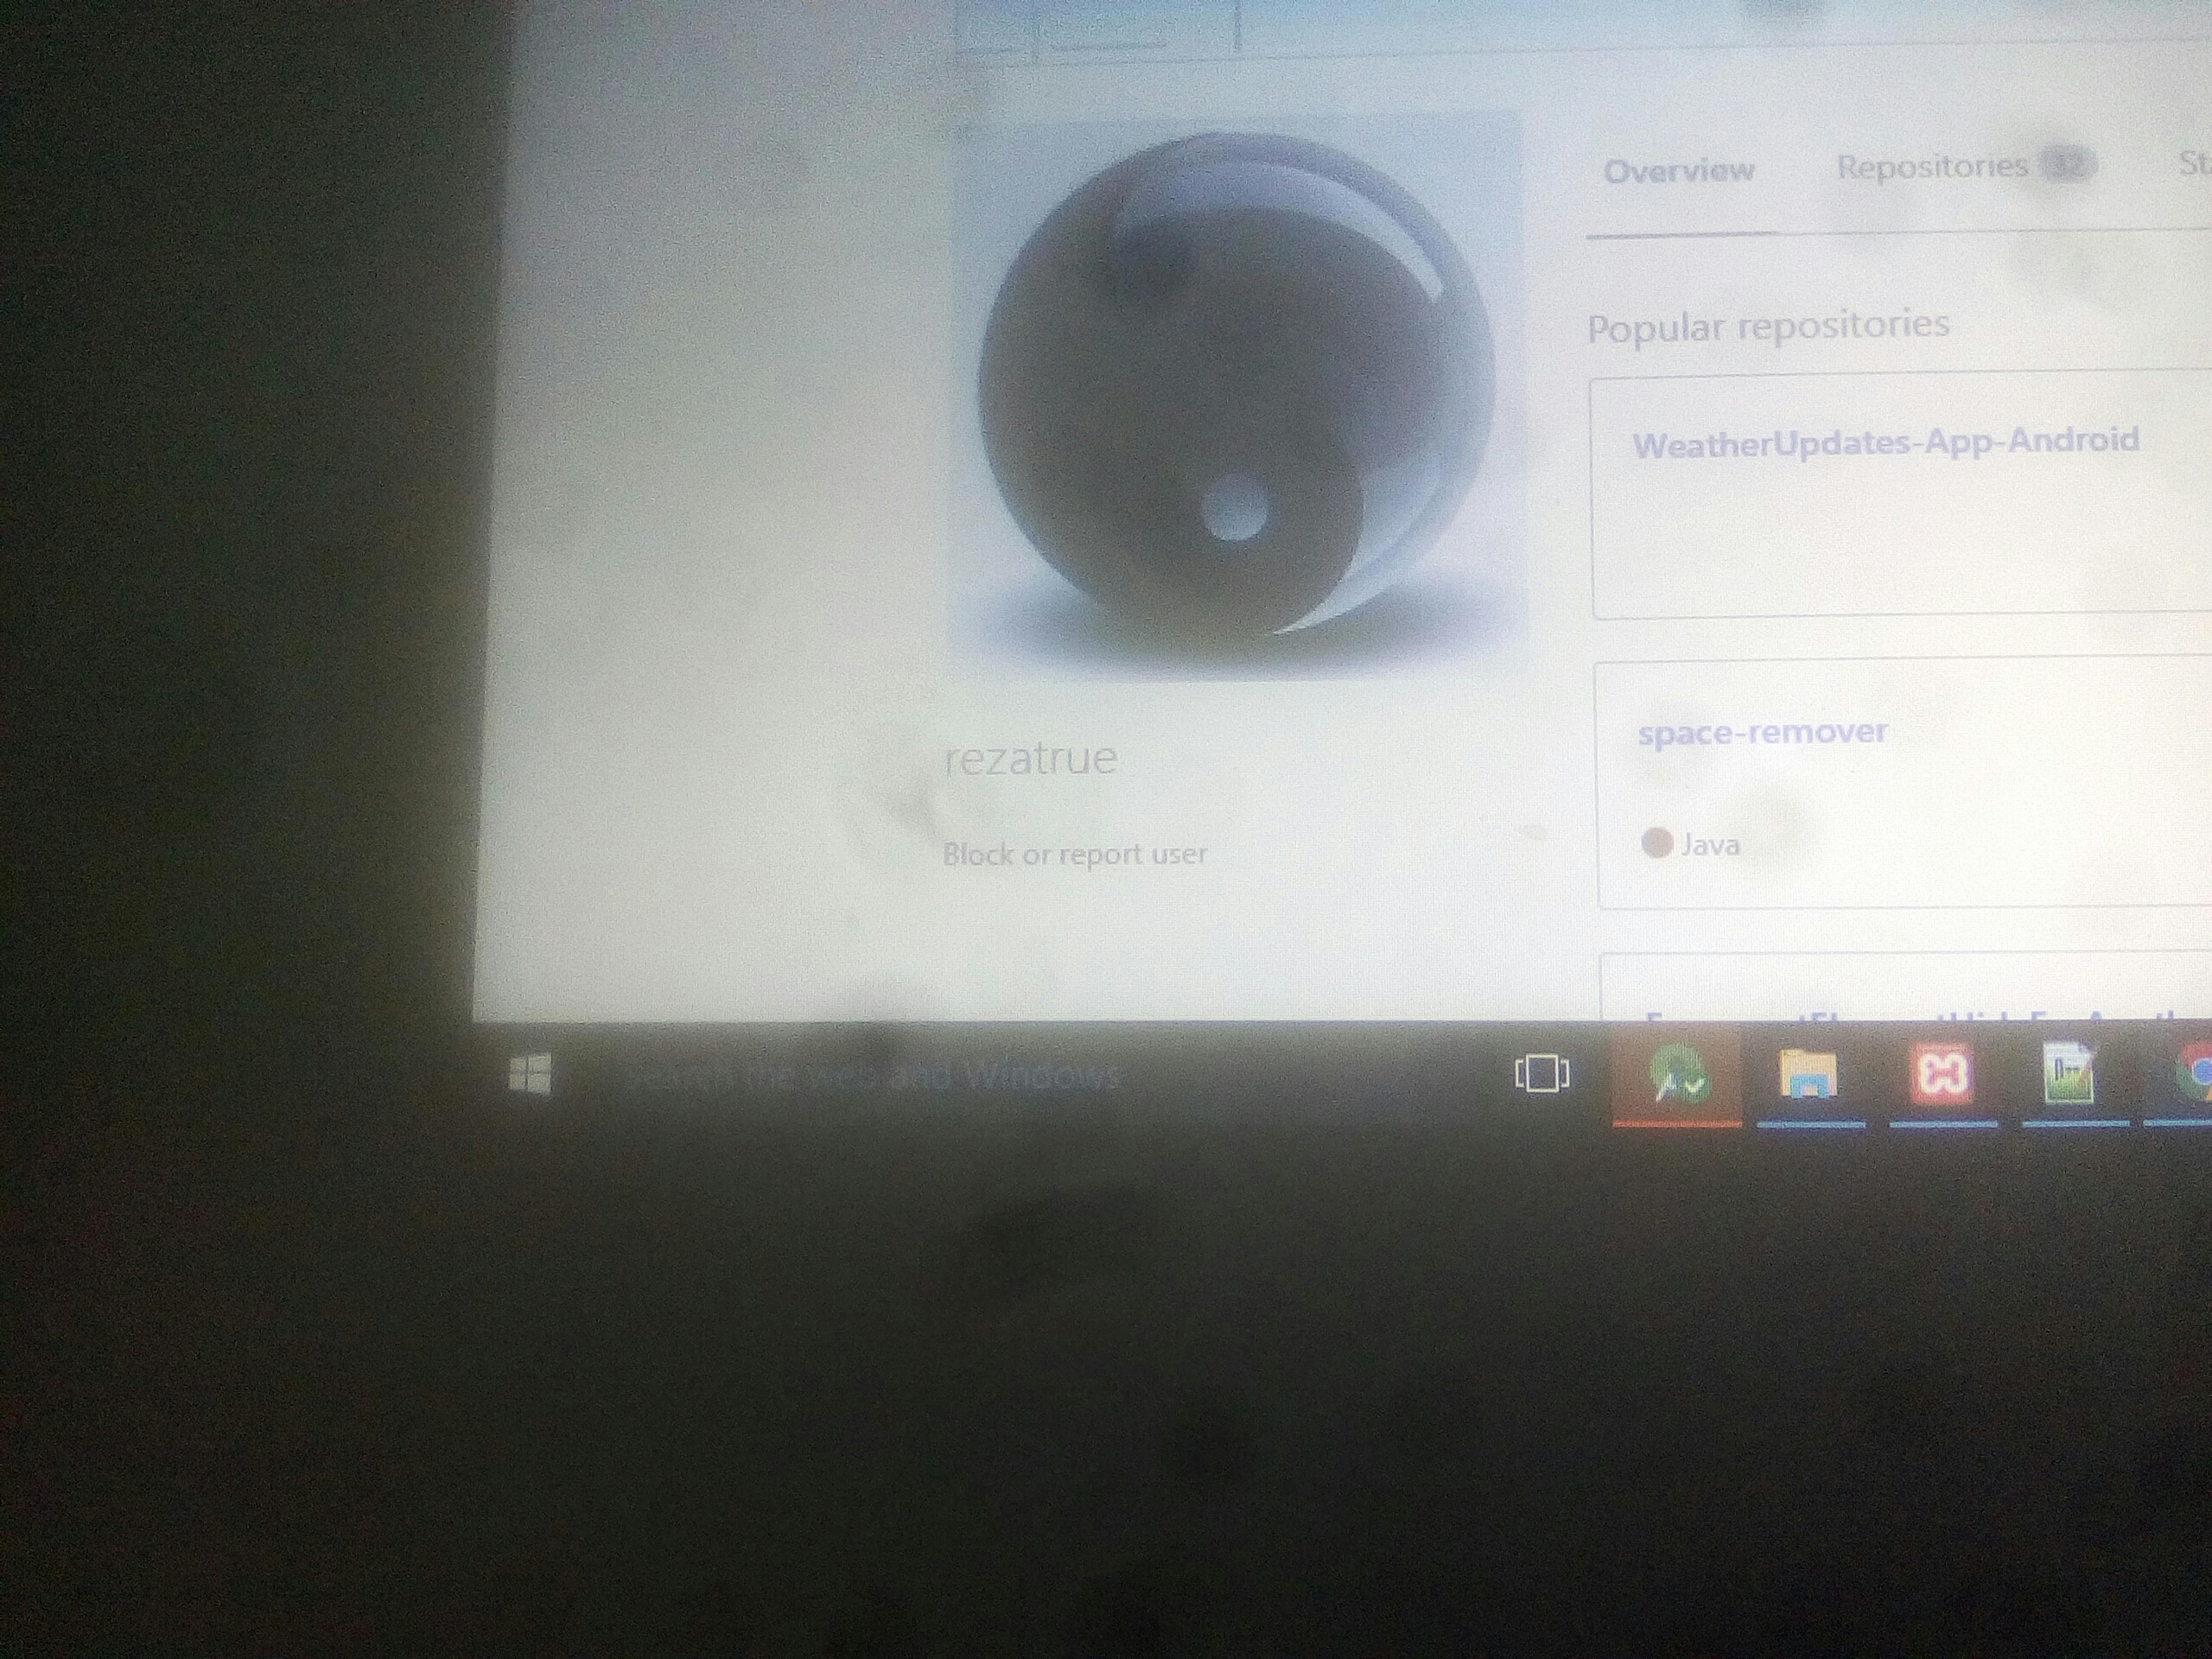 Overview Repositories 32
Popular repositories
WeatherUpdates-App-Android
space-remover
Java
rezatrue
Block or report user
Search the web and Windows